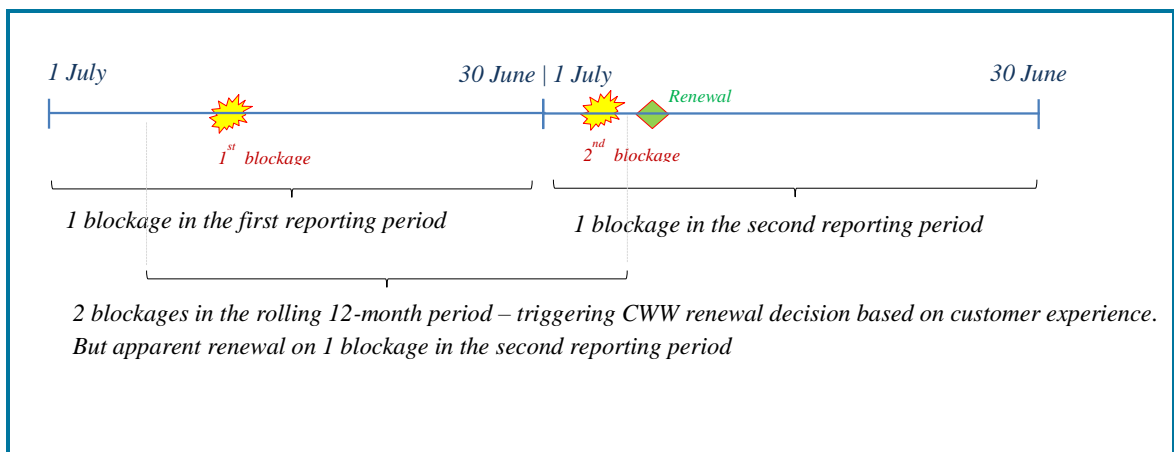 1 July
30 June | 1 July
30 June
Renewal
1st blockage
2nd blockage
1 blockage in the first reporting period
1 blockage in the second reporting period
2 blockages in the rolling 12-month period – triggering CWW renewal decision based on customer experience.
But apparent renewal on 1 blockage in the second reporting period